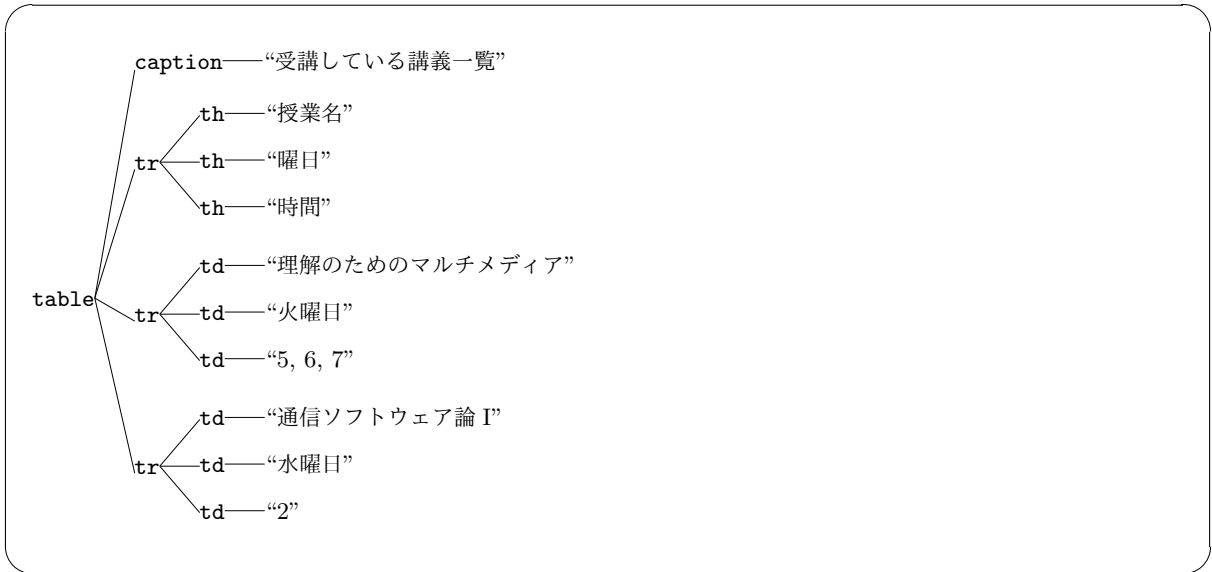 caption “受講している講義一覧”
th “授業名”
tr th “曜日”
th “時間”
td “理解のためのマルチメディア”
table
tr td “火曜日”
td “5, 6, 7”
td “通信ソフトウェア論 I”
tr td “水曜日”
td “2”